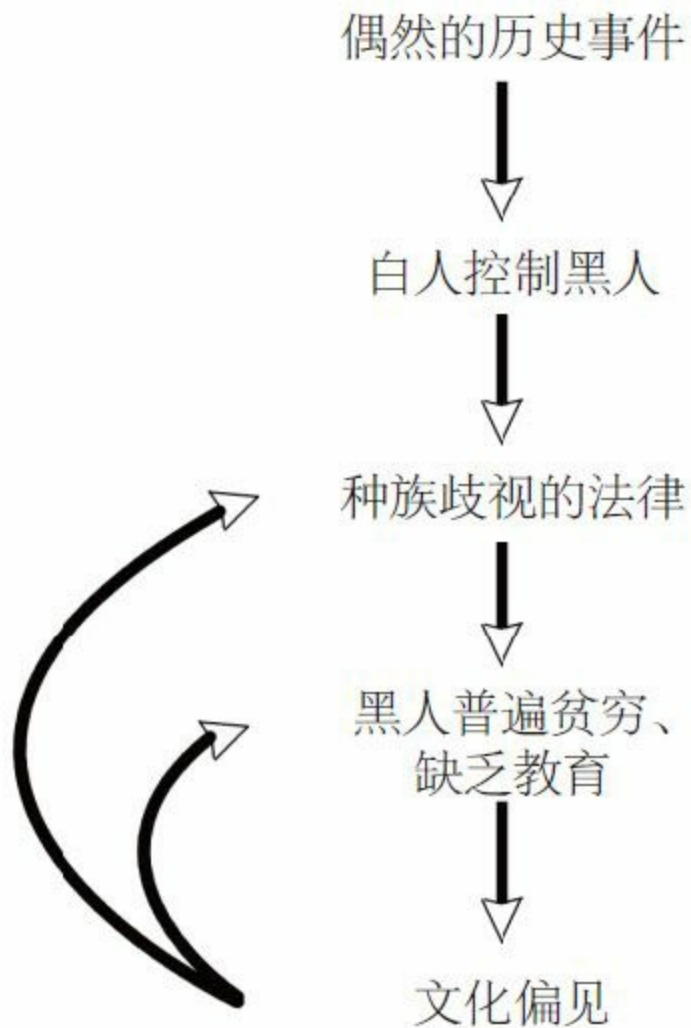 偶然的历史事件
白人控制黑人
种族歧视的法律
黑人普遍贫穷、
缺乏教育
文化偏见